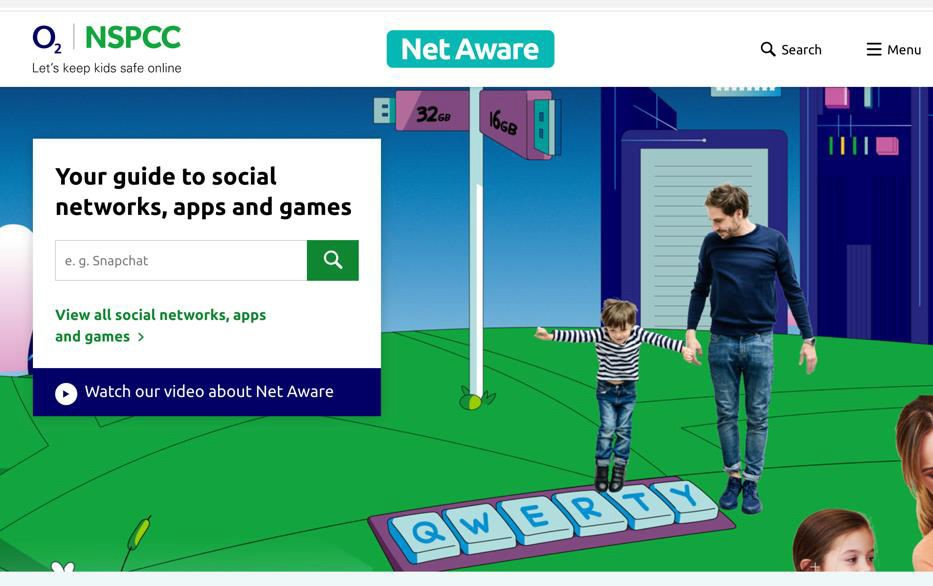 O2 | NSPCC
Let's keep kids safe online
Net Aware
Search
Menu
32GB
16GB
Your guide to social
networks, apps and games
e. g. Snapchat
View all social networks, apps
and games >
Watch our video about Net Aware
QWERTY